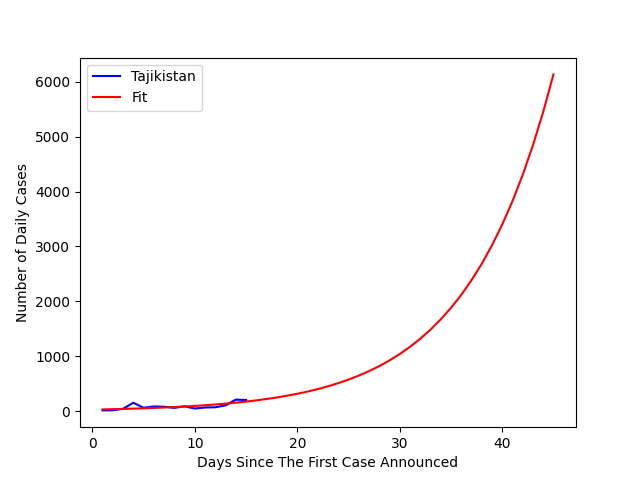 Tajikistan
Fit
6000
5000
4000
3000
2000
1000
0
Number of Daily Cases
0 10 20 30 40
Days Since The First Case Announced